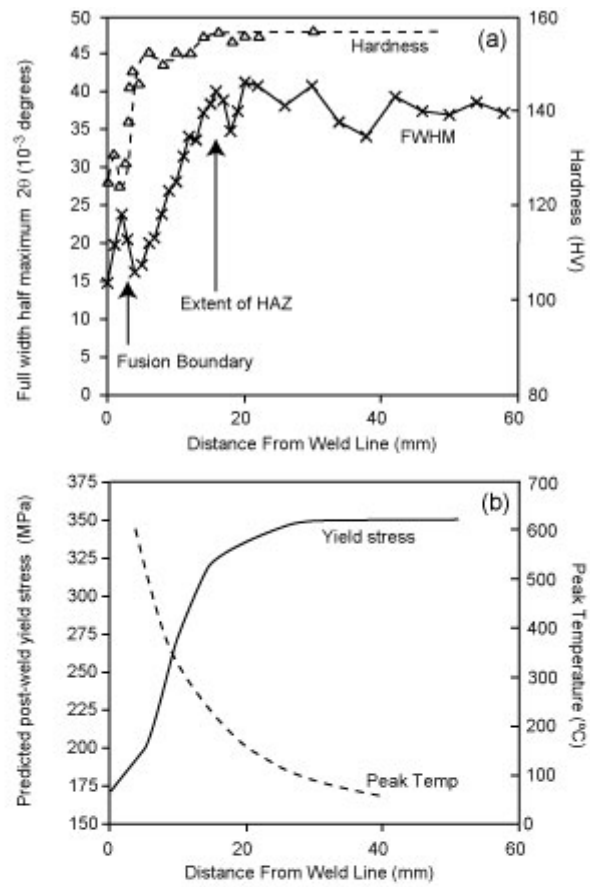 50
45
40
35
30
25
20
15
10
5
0
Full width half maximum 2θ (10⁻³ degrees)
(a)
Hardness
FWHM
Extent of HAZ
Fusion Boundary
160
140
120
100
80
Hardness (HV)
0 20 40 60
Distance From Weld Line (mm)
375
350
325
300
275
250
225
200
175
150
Predicted post-weld yield stress (MPa)
(b)
Yield stress
Peak Temp
700
600
500
400
300
200
100
0
Peak Temperature (ºC)
0 20 40 60
Distance From Weld Line (mm)